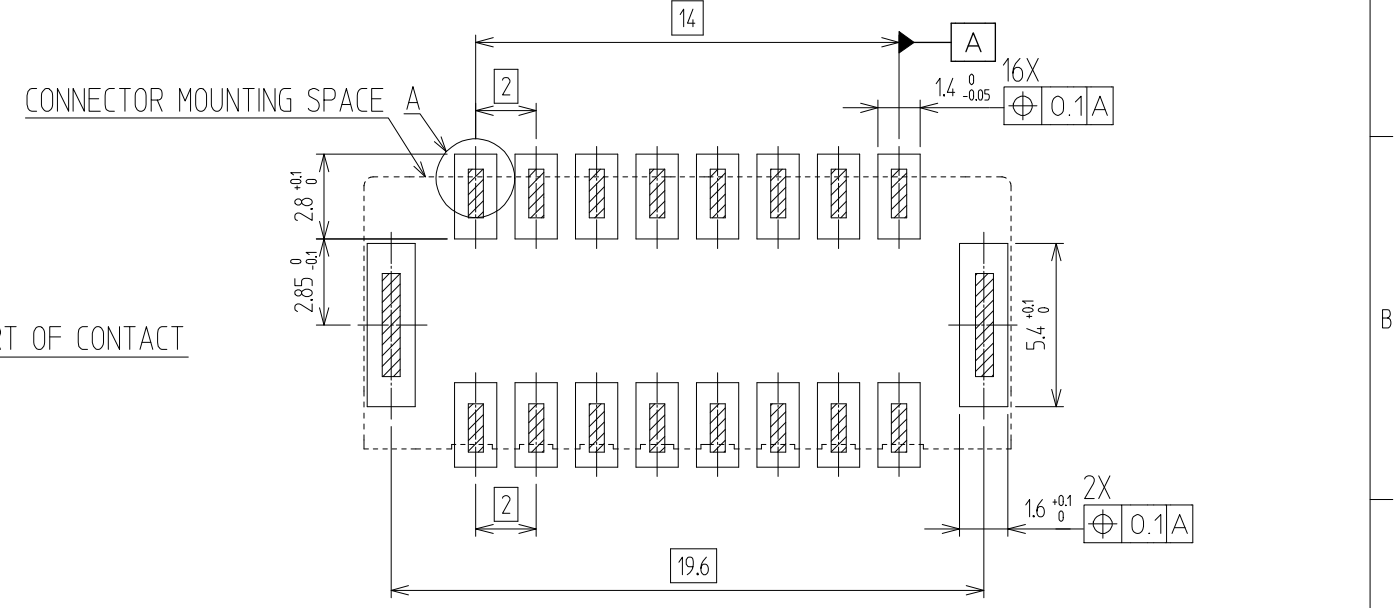 14
A
2
CONNECTOR MOUNTING SPACE A
1.4 0 -0.05
16X
0.1 A
2.8 +0.1 0
2.85 0 -0.1
OF CONTACT
5.4 +0.1 0
B
2
1.6 +0.1 0
2X
0.1 A
19.6